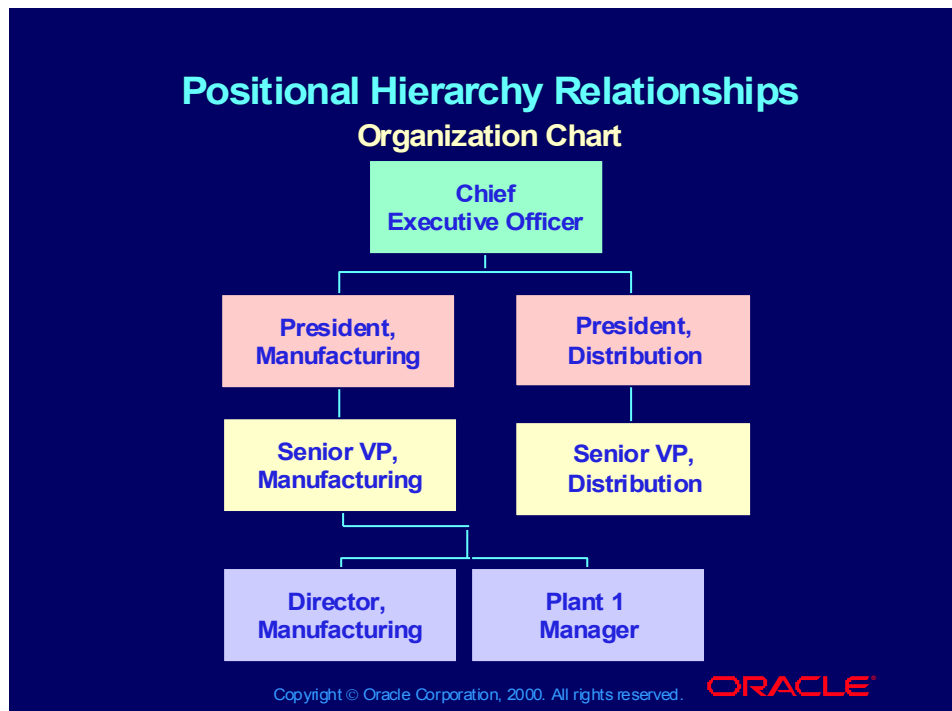 Positional Hierarchy Relationships
Organization Chart
Chief
Executive Officer
President,
Manufacturing
President,
Distribution
Senior VP,
Manufacturing
Senior VP,
Distribution
Director,
Manufacturing
Plant 1
Manager
Copyright © Oracle Corporation, 2000. All rights reserved.
ORACLE®